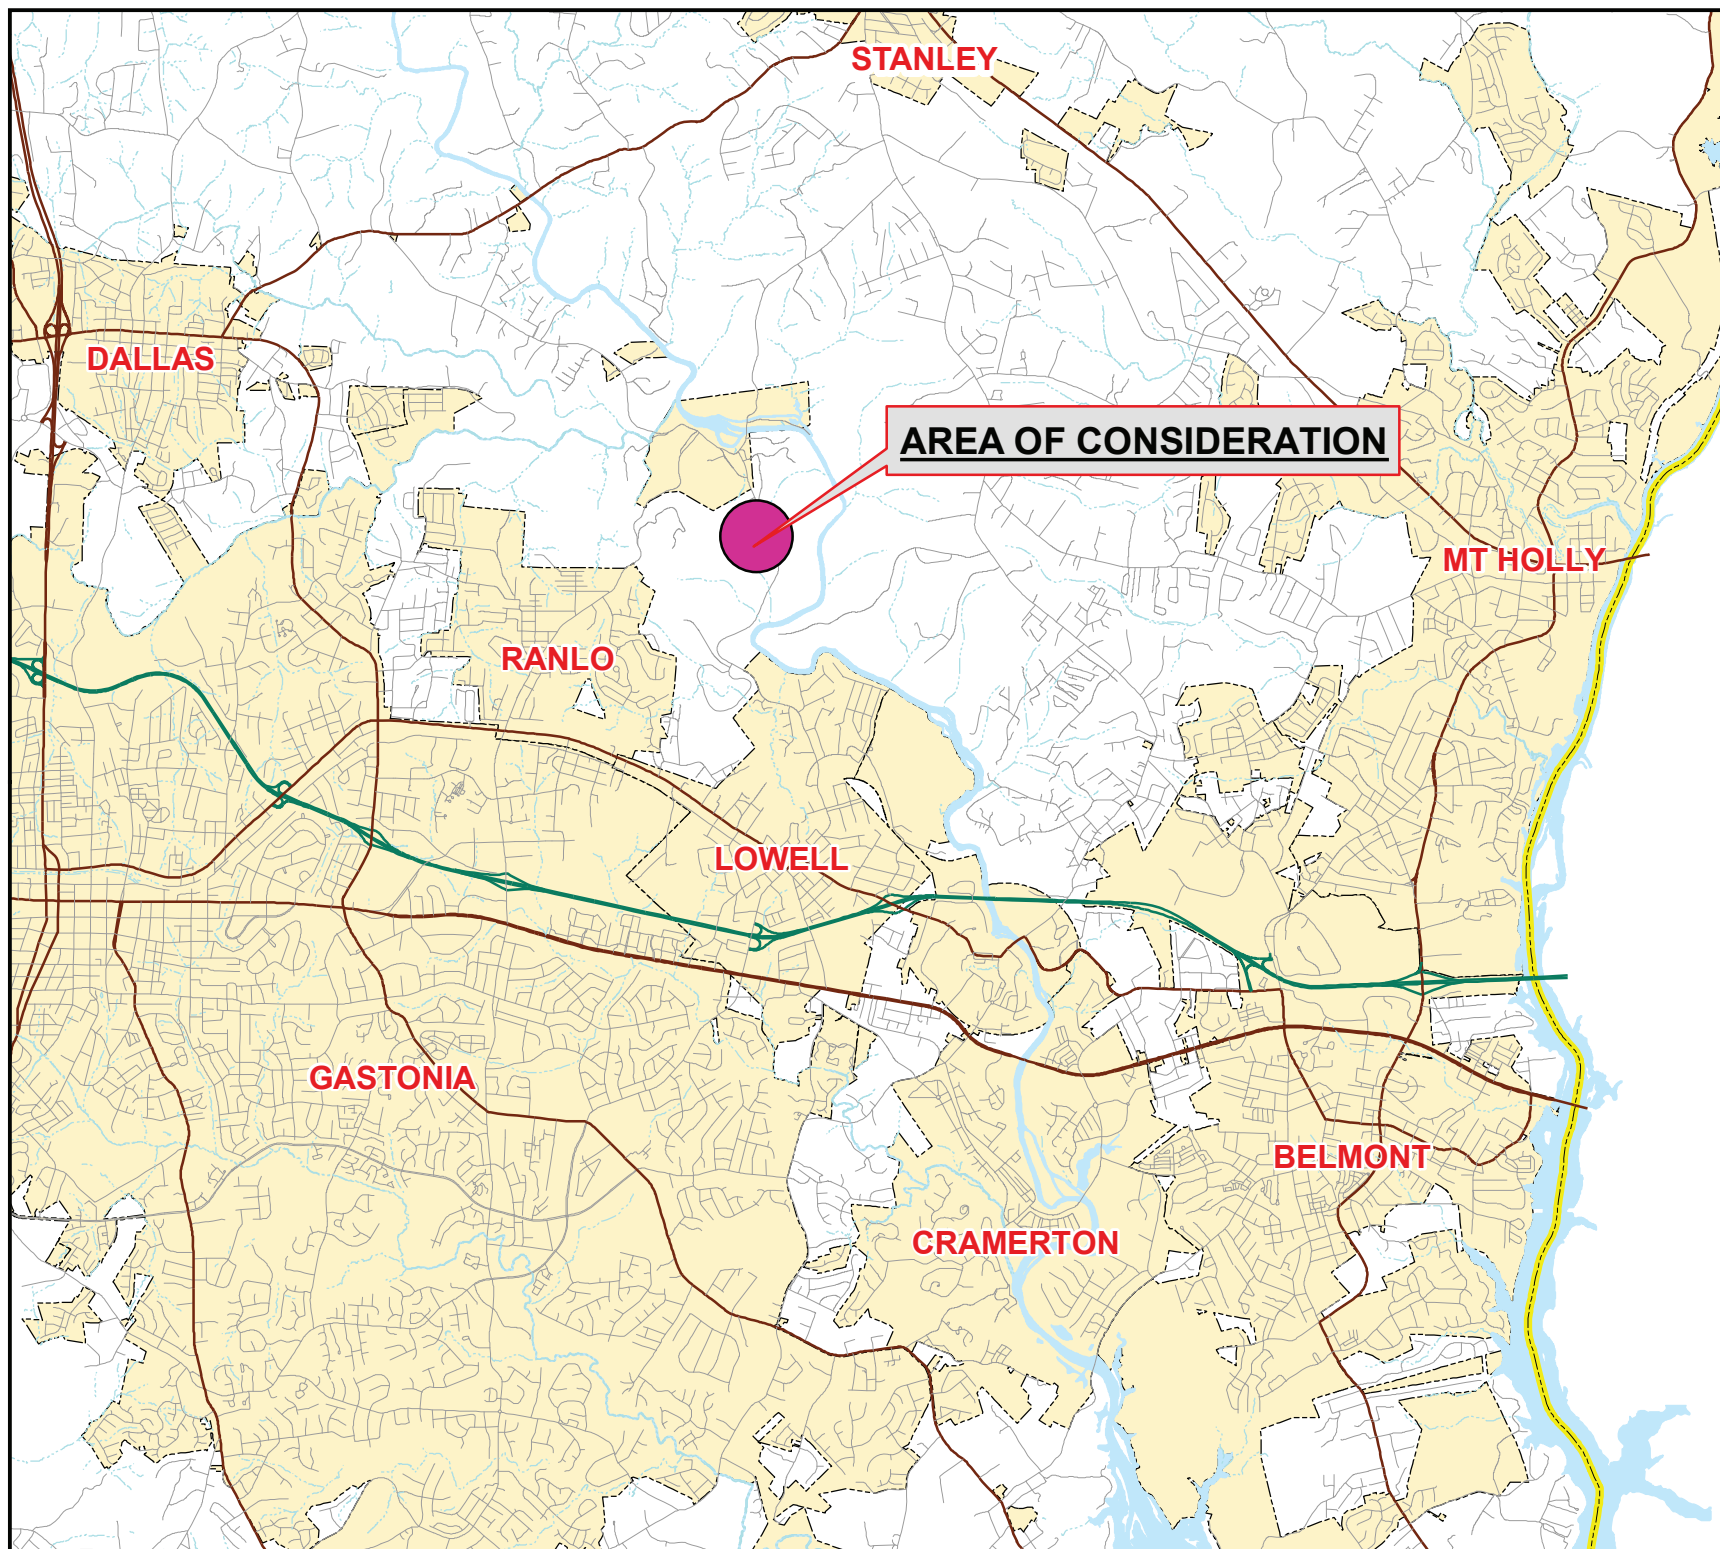 STANLEY
DALLAS
AREA OF CONSIDERATION
MT HOLLY
RANLO
LOWELL
GASTONIA
BELMONT
CRAMERTON